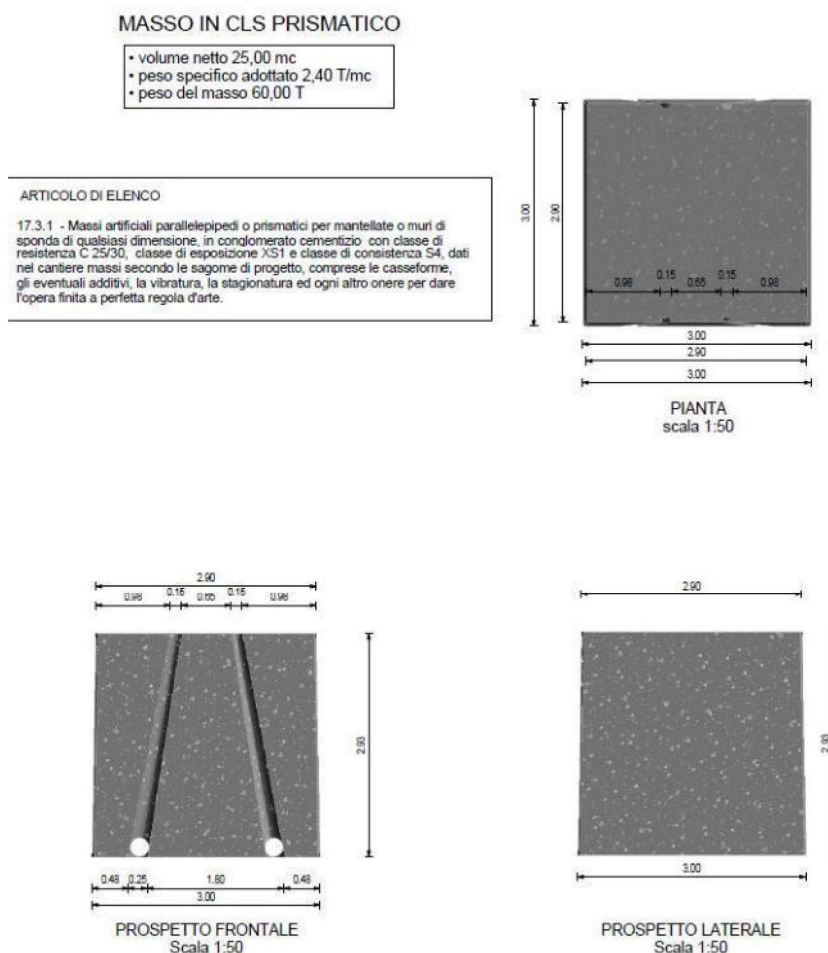 MASSO IN CLS PRISMATICO
• volume netto 25,00 mc
• peso specifico adottato 2,40 T/mc
• peso del masso 60,00 T
ARTICOLO DI ELENCO
17.3.1 - Massi artificiali parallelepipedi o prismatici per mantellate o muri di
sponda di qualsiasi dimensione, in conglomerato cementizio con classe di
resistenza C 25/30, classe di esposizione XS1 e classe di consistenza S4, dati
nel cantiere massi secondo le sagome di progetto, comprese le casseforme,
gli eventuali additivi, la vibratura, la stagionatura ed ogni altro onere per dare
l'opera finita a perfetta regola d'arte.
3.00
2.90
0.98 0.15 0.65 0.15 0.98
3.00
2.90
3.00
PIANTA
scala 1:50
2.90
0.98 0.15 0.65 0.15 0.98
2.93
0.48 0.25 1.80 0.48
3.00
PROSPETTO FRONTALE
Scala 1:50
2.90
2.93
3.00
PROSPETTO LATERALE
Scala 1:50